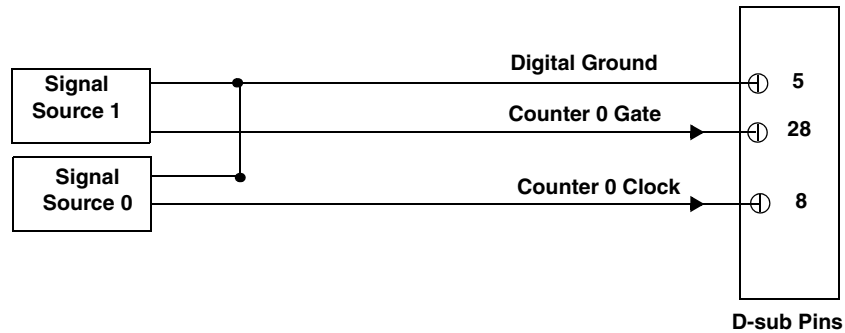 Digital Ground
5
Signal
Source 1
Counter 0 Gate
28
Signal
Source 0
Counter 0 Clock
8
D-sub Pins